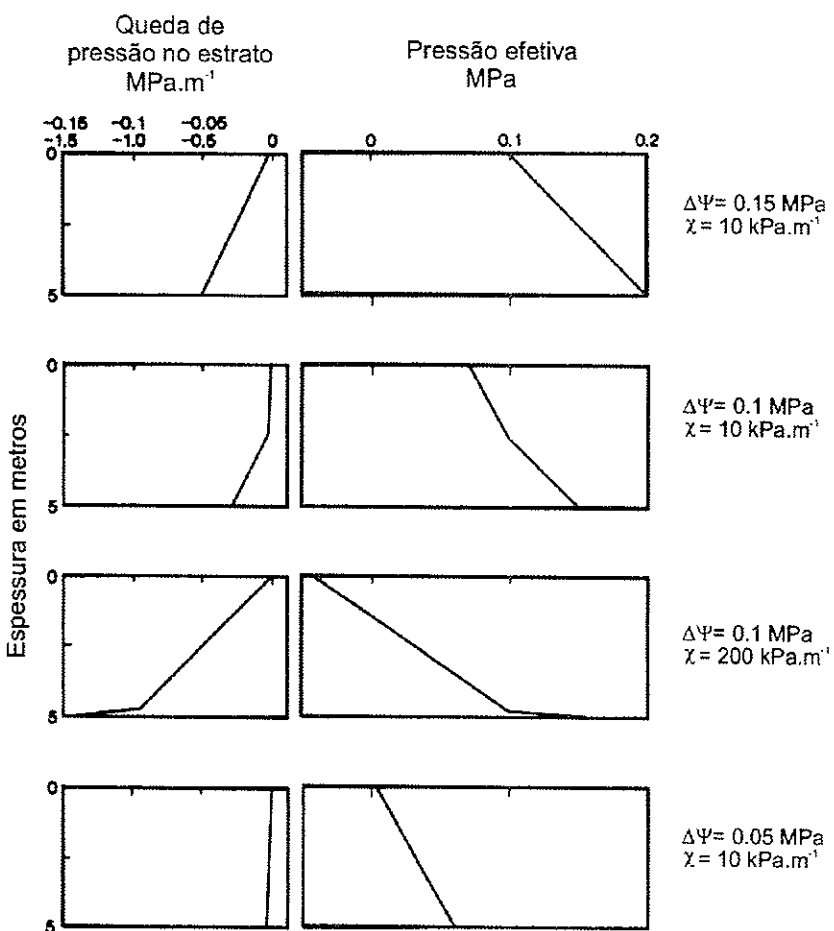 Queda de
pressão no estrato
MPa.m⁻¹
Pressão efetiva
MPa
−0.15 −0.1 −0.05
−1.5 −1.0 −0.5 0
0 0.1 0.2
0
5
ΔΨ= 0.15 MPa
χ = 10 kPa.m⁻¹
0
5
ΔΨ= 0.1 MPa
χ = 10 kPa.m⁻¹
Espessura em metros
0
5
ΔΨ= 0.1 MPa
χ = 200 kPa.m⁻¹
0
5
ΔΨ= 0.05 MPa
χ = 10 kPa.m⁻¹